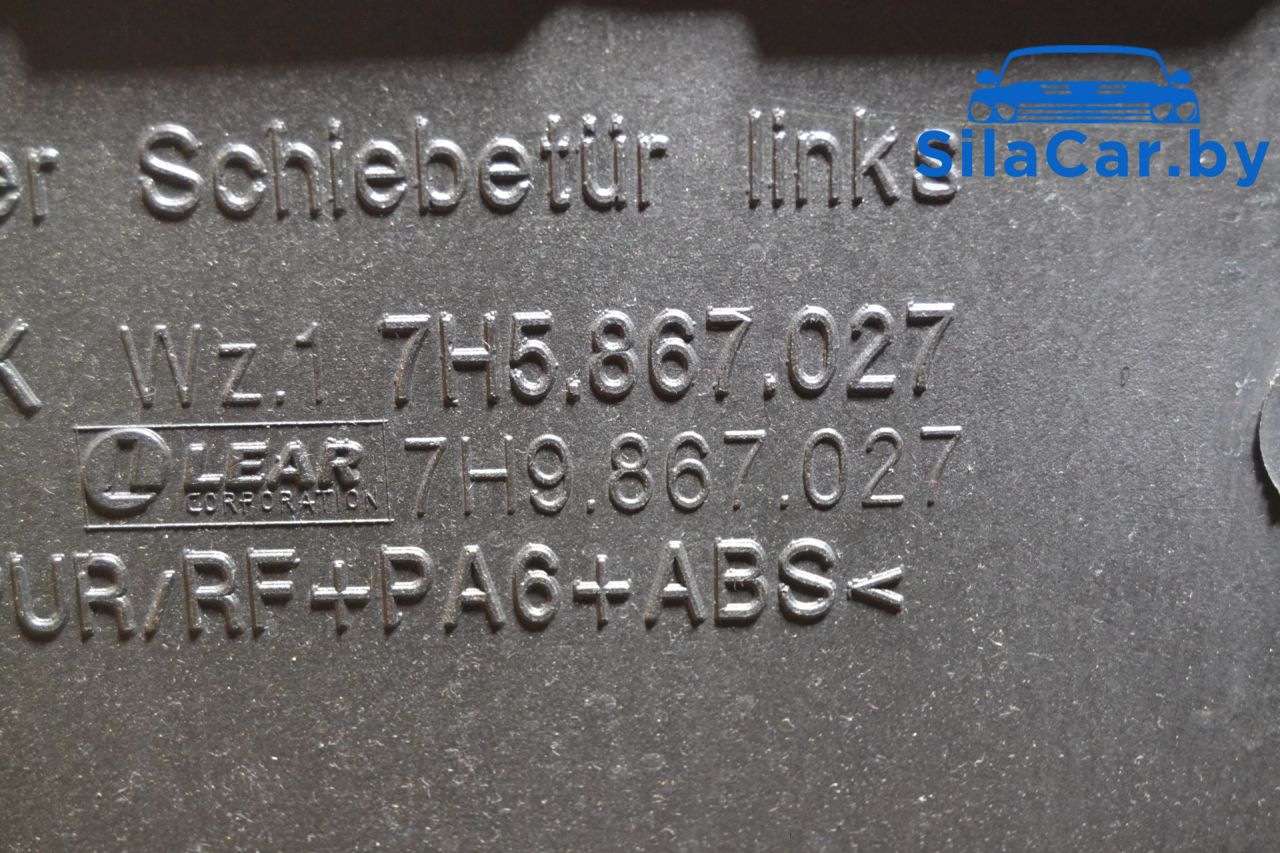 SilaCar.by
er Schiebetür links
K Wz.1 7H5.867.027
L LEAR CORPORATION 7H9.867.027
UR/RF+PA6+ABS<